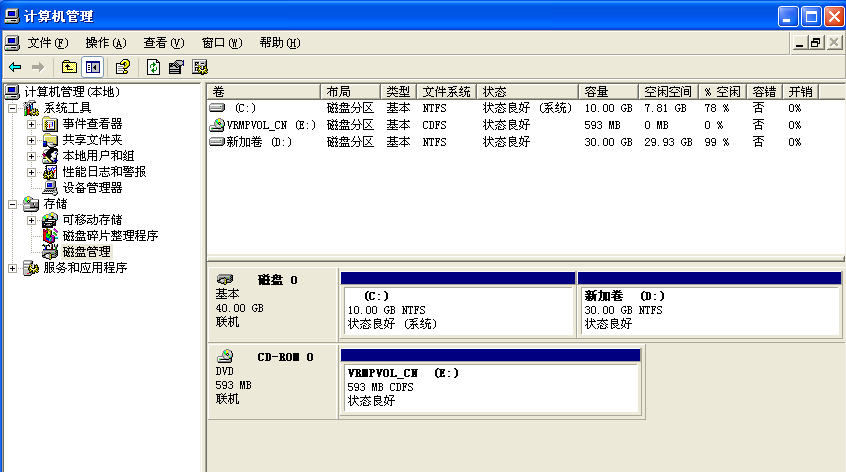 计算机管理
文件(F) 操作(A) 查看(V) 窗口(W) 帮助(H)
计算机管理(本地)
系统工具
事件查看器
共享文件夹
本地用户和组
性能日志和警报
设备管理器
存储
可移动存储
磁盘碎片整理程序
磁盘管理
服务和应用程序
卷 布局 类型 文件系统 状态 容量 空闲空间 % 空闲 容错 开销
(C:) 磁盘分区 基本 NTFS 状态良好 (系统) 10.00 GB 7.81 GB 78 % 否 0%
VRMPVOL_CN (E:) 磁盘分区 基本 CDFS 状态良好 593 MB 0 MB 0 % 否 0%
新加卷 (D:) 磁盘分区 基本 NTFS 状态良好 30.00 GB 29.93 GB 99 % 否 0%
磁盘 0
基本
40.00 GB
联机
(C:)
10.00 GB NTFS
状态良好 (系统)
新加卷 (D:)
30.00 GB NTFS
状态良好
CD-ROM 0
DVD
593 MB
联机
VRMPVOL_CN (E:)
593 MB CDFS
状态良好